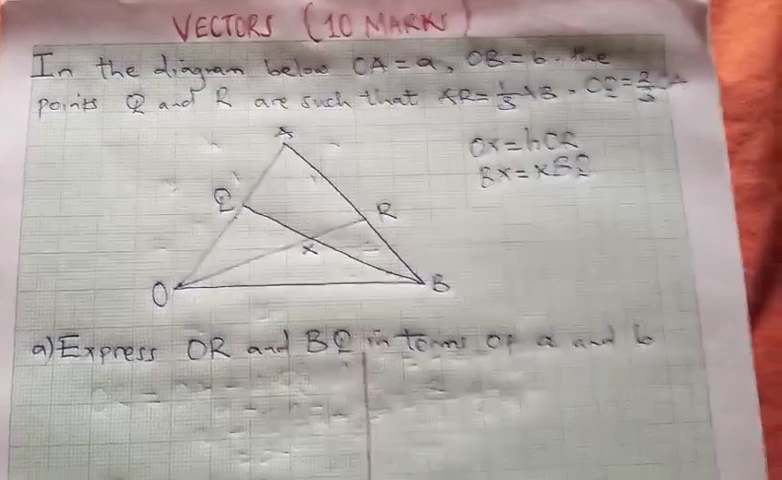 VECTORS (10 MARKS)
In the diagram below OA = a, OB = b. The
points Q and R are such that AR = 1/3 AB, OQ = 2/3 OA
OX = hOR
BX = KBQ
A
Q
R
X
O
B
a) Express OR and BQ in terms of a and b